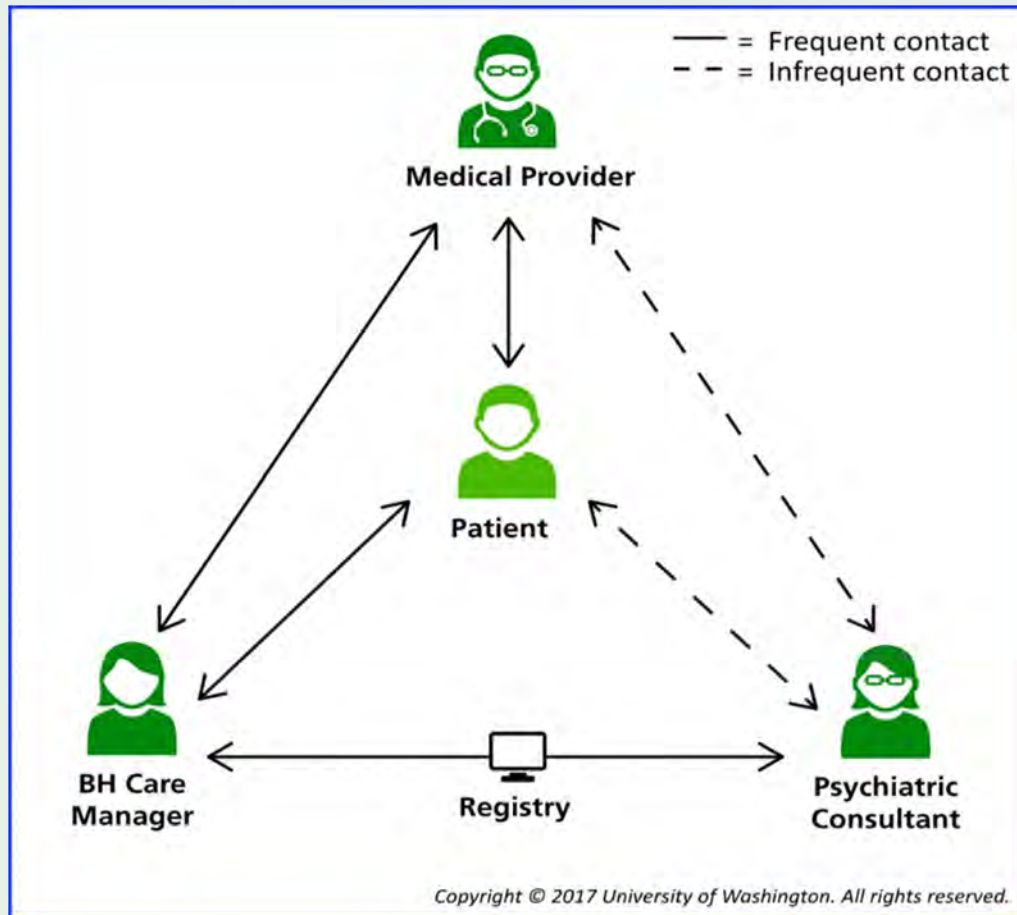 = Frequent contact
= Infrequent contact
Medical Provider
Patient
BH Care
Manager
Registry
Psychiatric
Consultant
Copyright © 2017 University of Washington. All rights reserved.